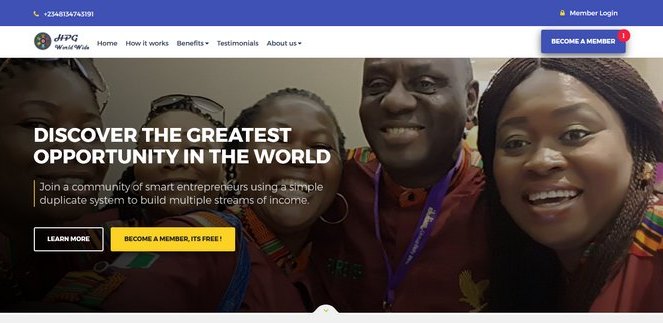 +2348134743191
Member Login
HPG
World Wide
Home
How it works
Benefits
Testimonials
About us
BECOME A MEMBER
1
DISCOVER THE GREATEST
OPPORTUNITY IN THE WORLD
Join a community of smart entrepreneurs using a simple
duplicate system to build multiple streams of income.
LEARN MORE
BECOME A MEMBER, ITS FREE !